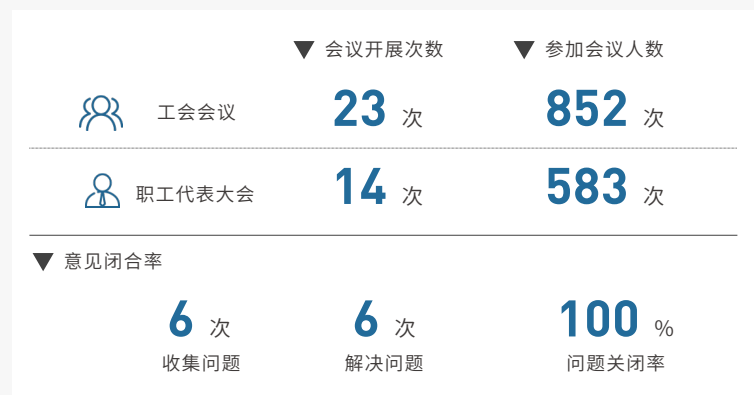 ▼ 会议开展次数 ▼ 参加会议人数
工会会议 23 次 852 次
职工代表大会 14 次 583 次
▼ 意见闭合率
6 次 6 次 100 %
收集问题 解决问题 问题关闭率